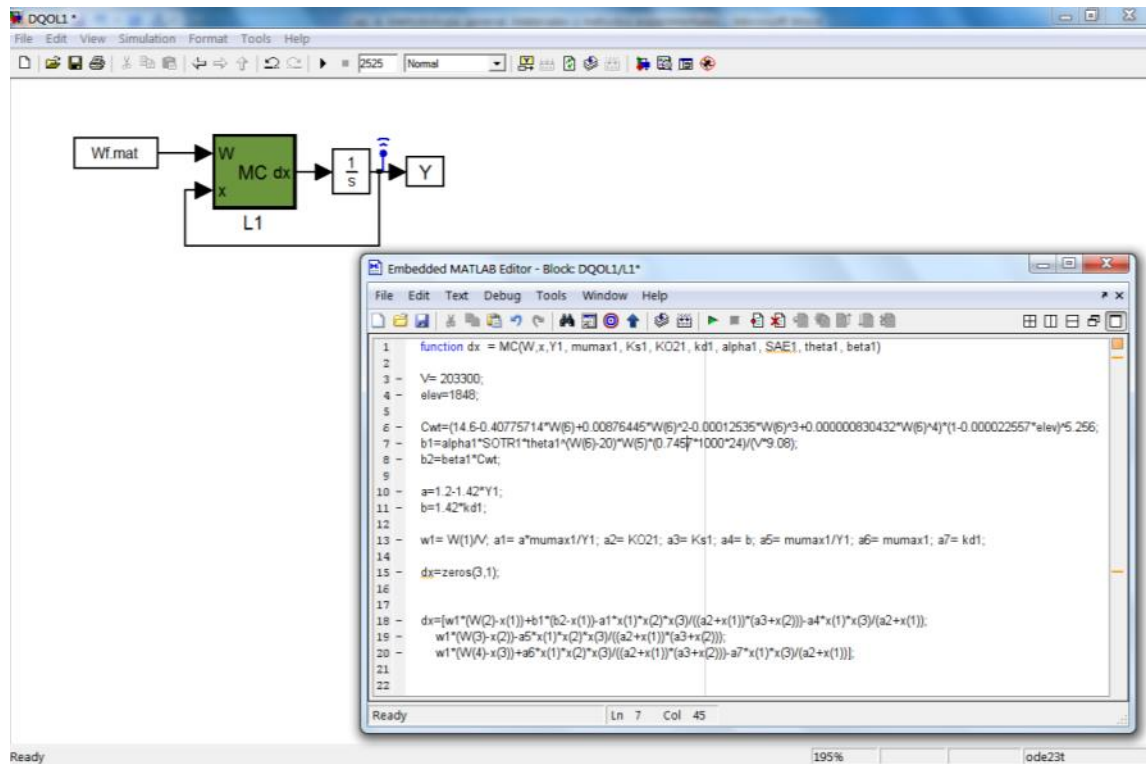 DQOL1 *
File Edit View Simulation Format Tools Help
2525 Normal
Wf.mat
W
MC dx
x
1
s
Y
L1
Embedded MATLAB Editor - Block: DQOL1/L1*
File Edit Text Debug Tools Window Help
1 function dx = MC(W,x,Y1, mumax1, Ks1, KO21, kd1, alpha1, SAE1, theta1, beta1)
2
3 - V= 203300;
4 - elev=1848;
5
6 - Cwt=(14.6-0.40775714*W(6)+0.00876445*W(6)^2-0.00012535*W(6)^3+0.000000830432*W(6)^4)*(1-0.000022557*elev)^5.256;
7 - b1=alpha1*SOTR1*theta1^(W(6)-20)*W(5)*(0.7457*1000*24)/(V*9.08);
8 - b2=beta1*Cwt;
9
10 - a=1.2-1.42*Y1;
11 - b=1.42*kd1;
12
13 - w1= W(1)/V; a1= a*mumax1/Y1; a2= KO21; a3= Ks1; a4= b; a5= mumax1/Y1; a6= mumax1; a7= kd1;
14
15 - dx=zeros(3,1);
16
17
18 - dx=[w1*(W(2)-x(1))+b1*(b2-x(1))-a1*x(1)*x(2)*x(3)/((a2+x(1))*(a3+x(2)))-a4*x(1)*x(3)/(a2+x(1));
19 - w1*(W(3)-x(2))-a5*x(1)*x(2)*x(3)/((a2+x(1))*(a3+x(2)));
20 - w1*(W(4)-x(3))+a6*x(1)*x(2)*x(3)/((a2+x(1))*(a3+x(2)))-a7*x(1)*x(3)/(a2+x(1))];
21
22
Ready Ln 7 Col 45
Ready 195% ode23t